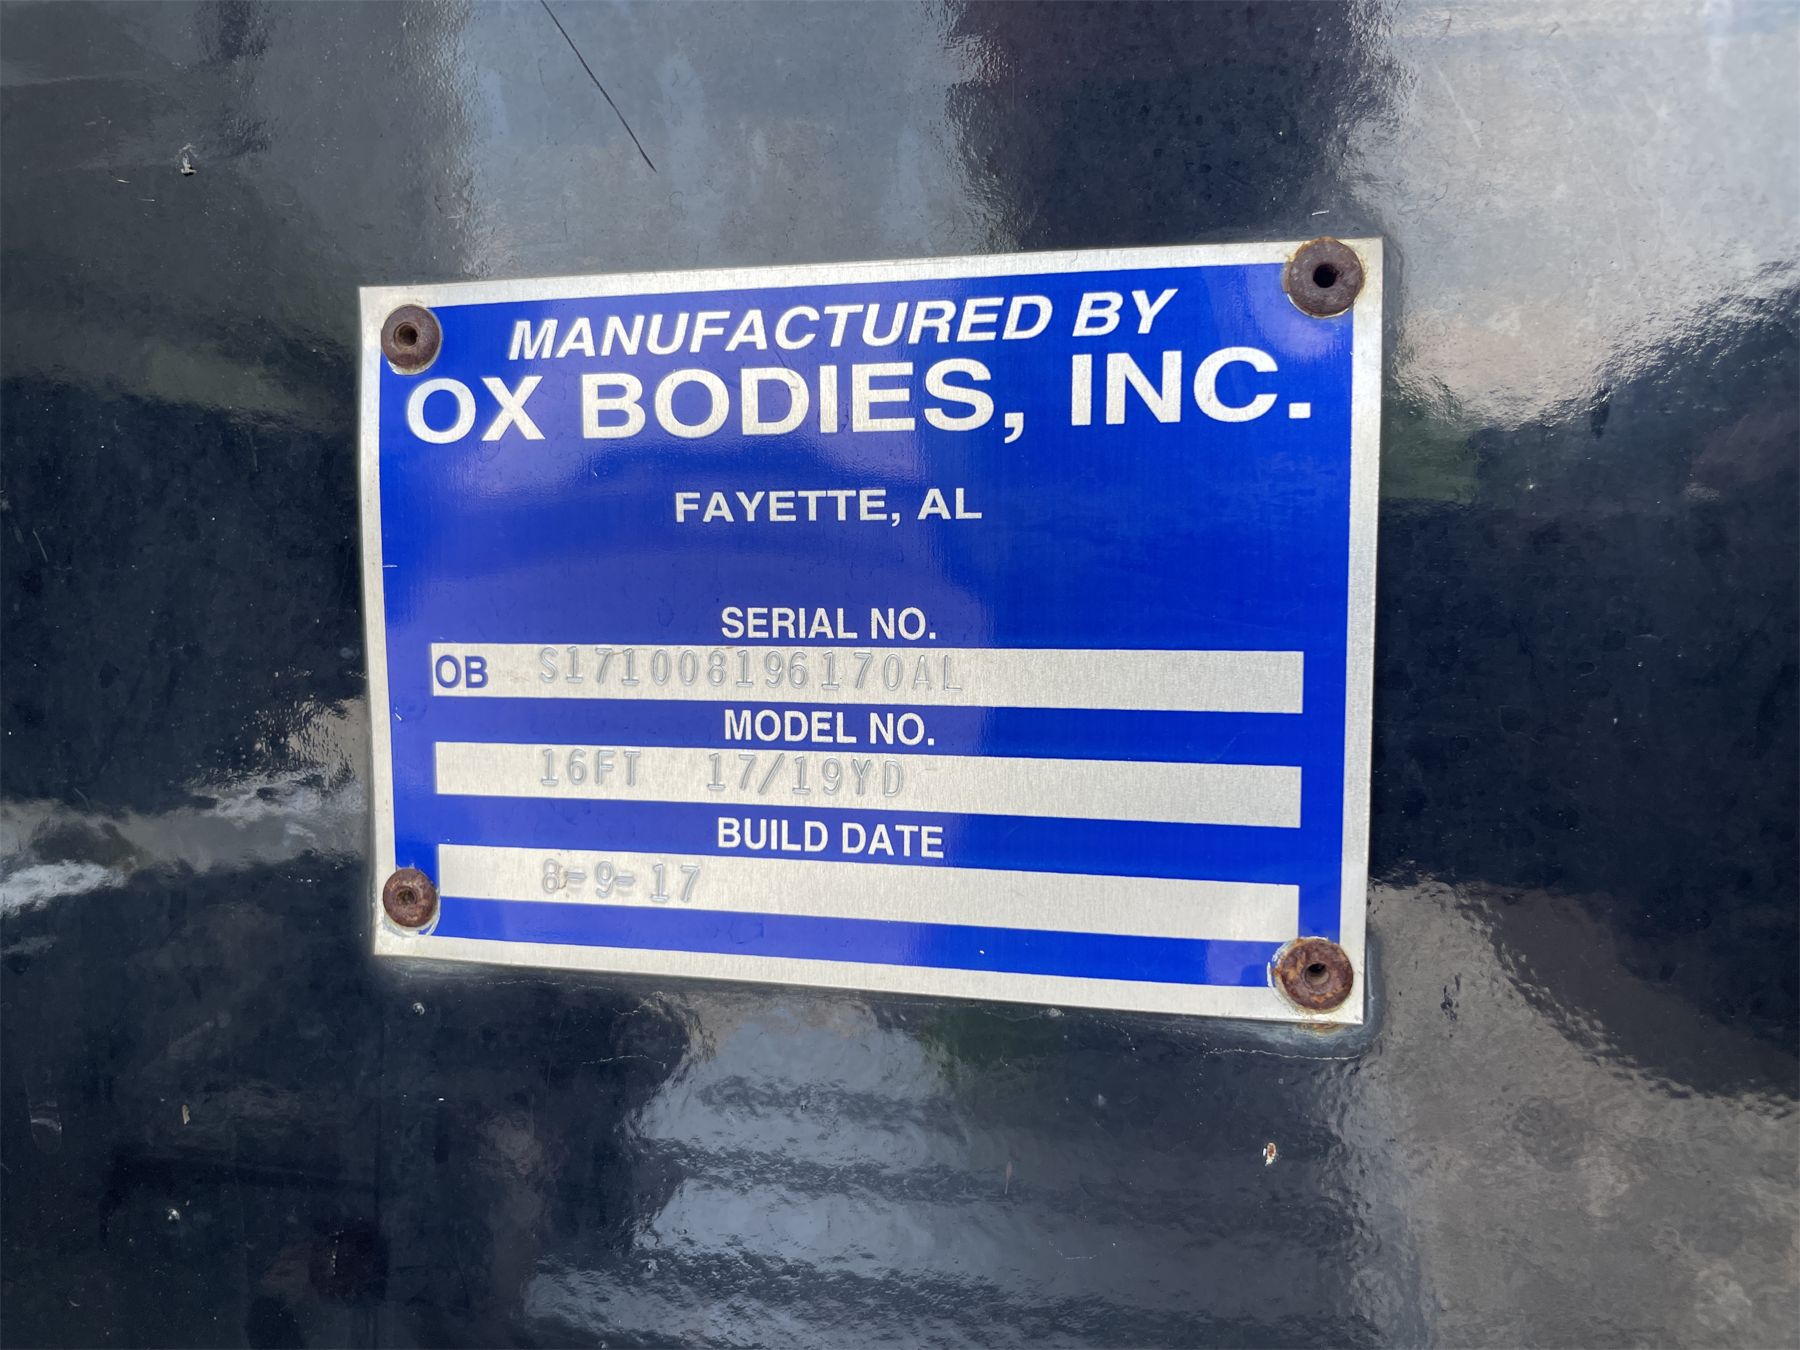 MANUFACTURED BY
OX BODIES, INC.
FAYETTE, AL
SERIAL NO.
OB S171008196170AL
MODEL NO.
16FT 17/19YD
BUILD DATE
8-9-17